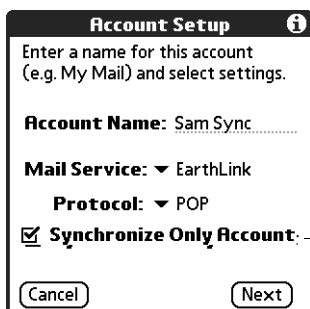 Account Setup
Enter a name for this account
(e.g. My Mail) and select settings.
Account Name: Sam Sync
Mail Service: EarthLink
Protocol: POP
Synchronize Only Account:
Cancel Next